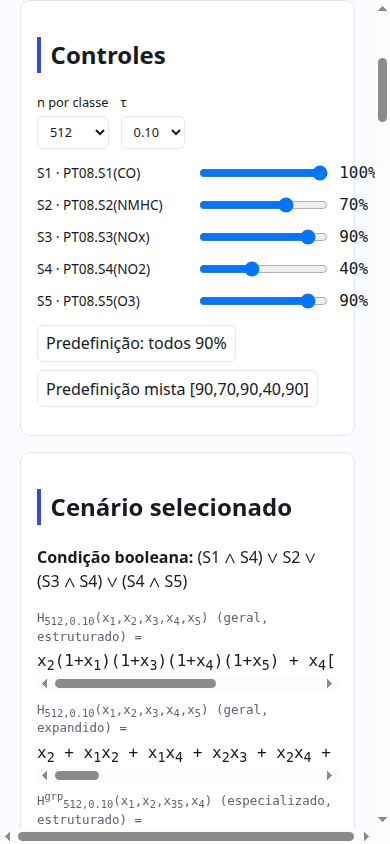 Controles
n por classe τ
512 0.10
S1 · PT08.S1(CO) 100%
S2 · PT08.S2(NMHC) 70%
S3 · PT08.S3(NOx) 90%
S4 · PT08.S4(NO2) 40%
S5 · PT08.S5(O3) 90%
Predefinição: todos 90%
Predefinição mista [90,70,90,40,90]
Cenário selecionado
Condição booleana: (S1 ∧ S4) ∨ S2 ∨
(S3 ∧ S4) ∨ (S4 ∧ S5)
H₅₁₂,₀.₁₀(x₁,x₂,x₃,x₄,x₅) (geral,
estruturado) =
x₂(1+x₁)(1+x₃)(1+x₄)(1+x₅) + x₄[
H₅₁₂,₀.₁₀(x₁,x₂,x₃,x₄,x₅) (geral,
expandido) =
x₂ + x₁x₂ + x₁x₄ + x₂x₃ + x₂x₄ +
Hᵍʳᵖ₅₁₂,₀.₁₀(x₁,x₂,x₃₅,x₄) (especializado,
estruturado) =